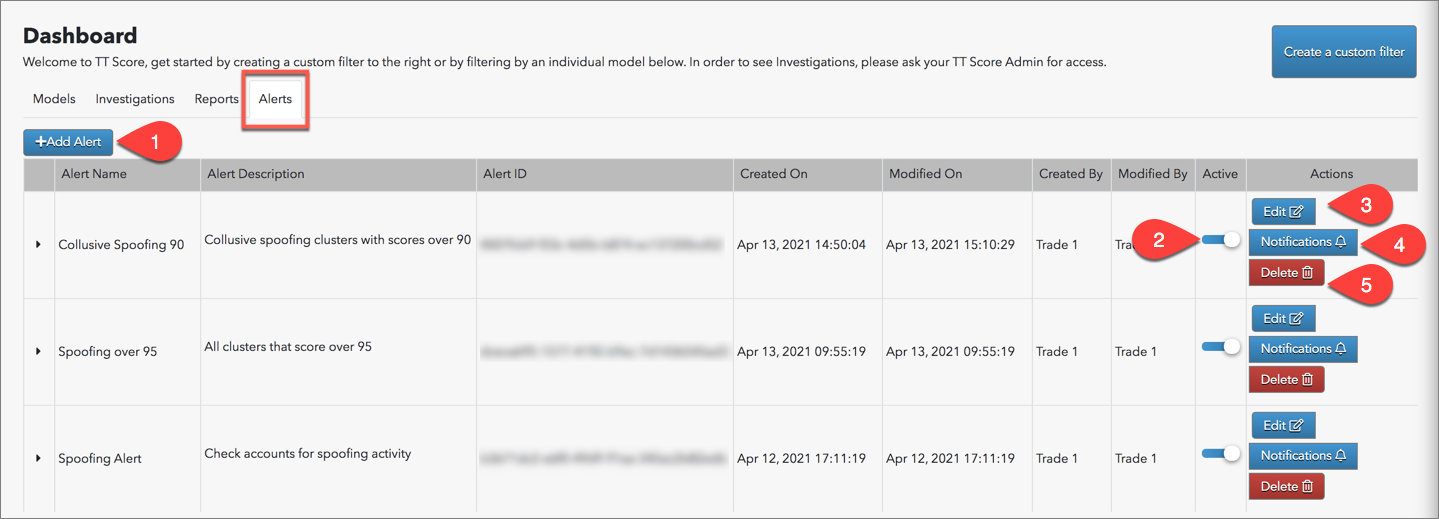 Dashboard
Welcome to TT Score, get started by creating a custom filter to the right or by filtering by an individual model below. In order to see Investigations, please ask your TT Score Admin for access.
Create a custom filter
Models Investigations Reports Alerts
+Add Alert 1
Alert Name Alert Description Alert ID Created On Modified On Created By Modified By Active Actions
Edit 3
Collusive Spoofing 90 Collusive spoofing clusters with scores over 90 Apr 13, 2021 14:50:04 Apr 13, 2021 15:10:29 Trade 1 2 Notifications 4
Delete 5
Edit
Spoofing over 95 All clusters that score over 95 Apr 13, 2021 09:55:19 Apr 13, 2021 09:55:19 Trade 1 Trade 1 Notifications
Delete
Edit
Spoofing Alert Check accounts for spoofing activity Apr 12, 2021 17:11:19 Apr 12, 2021 17:11:19 Trade 1 Trade 1 Notifications
Delete